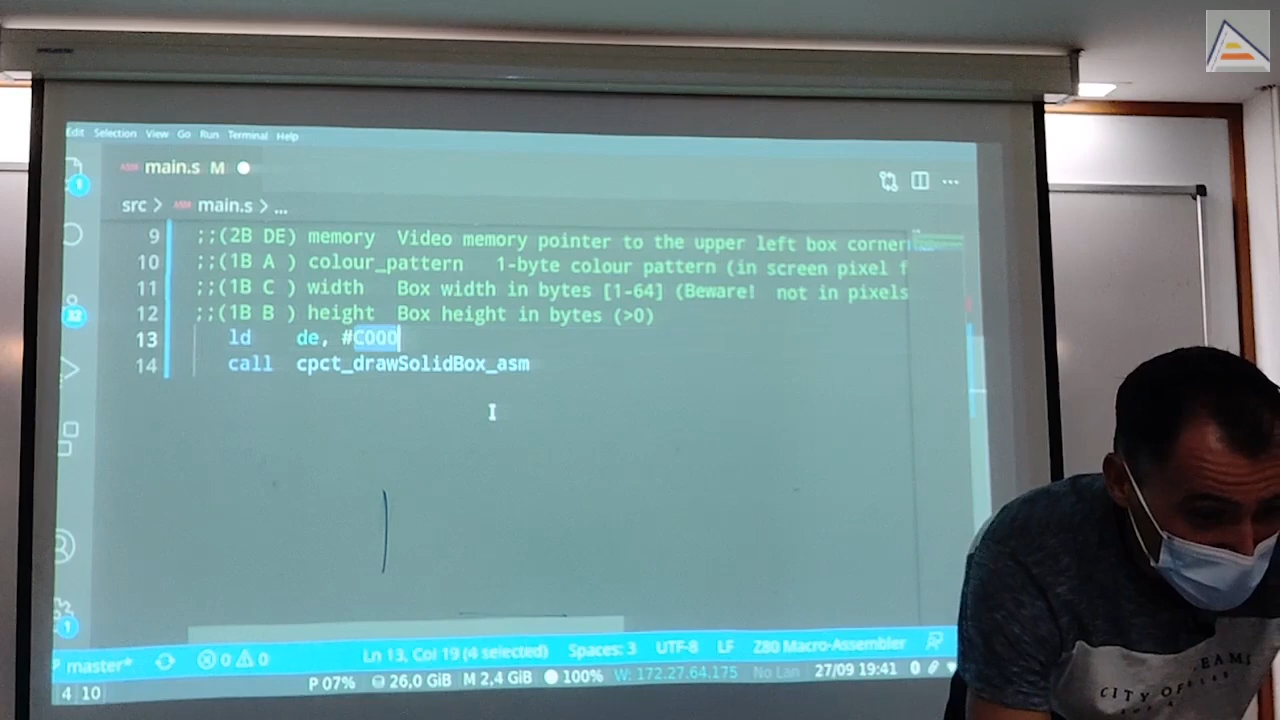 Edit Selection View Go Run Terminal Help
main.s M
src > main.s > ...
9 ;;(2B DE) memory Video memory pointer to the upper left box corner
10 ;;(1B A ) colour_pattern 1-byte colour pattern (in screen pixel f
11 ;;(1B C ) width Box width in bytes [1-64] (Beware! not in pixels
12 ;;(1B B ) height Box height in bytes (>0)
13 ld de, #C000
14 call cpct_drawSolidBox_asm
master* 0 0 Ln 13, Col 19 (4 selected) Spaces: 3 UTF-8 LF Z80 Macro-Assembler
4 10 P 07% 26,0 GiB M 2,4 GiB 100% W: 172.27.64.175 No Lan 27/09 19:41 0
CITY OF